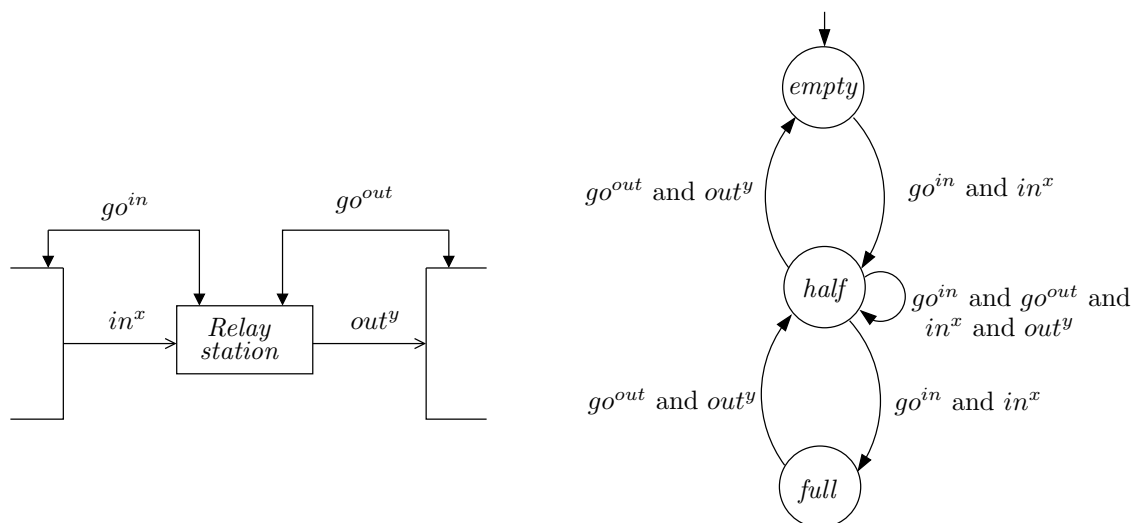 go^{in}
go^{out}
in^{x}
Relay
station
out^{y}
empty
go^{out} and out^{y}
go^{in} and in^{x}
half
go^{in} and go^{out} and
in^{x} and out^{y}
go^{out} and out^{y}
go^{in} and in^{x}
full